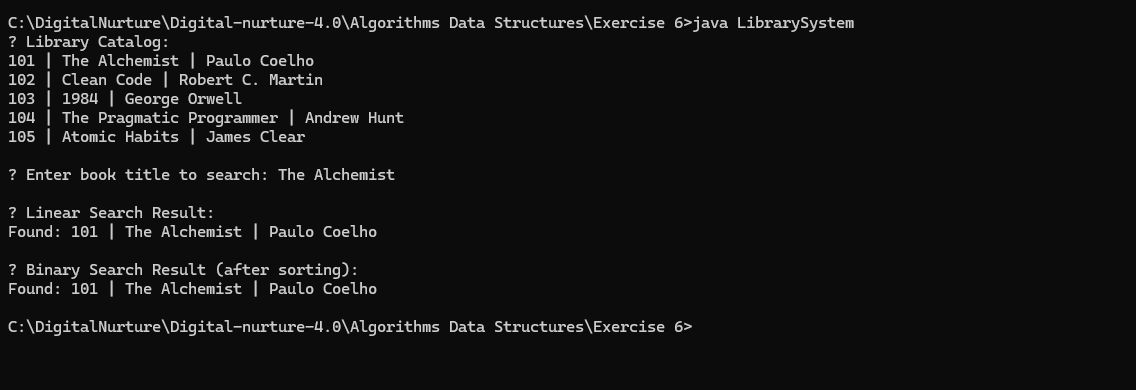 C:\DigitalNurture\Digital-nurture-4.0\Algorithms Data Structures\Exercise 6>java LibrarySystem
? Library Catalog:
101 | The Alchemist | Paulo Coelho
102 | Clean Code | Robert C. Martin
103 | 1984 | George Orwell
104 | The Pragmatic Programmer | Andrew Hunt
105 | Atomic Habits | James Clear
? Enter book title to search: The Alchemist
? Linear Search Result:
Found: 101 | The Alchemist | Paulo Coelho
? Binary Search Result (after sorting):
Found: 101 | The Alchemist | Paulo Coelho
C:\DigitalNurture\Digital-nurture-4.0\Algorithms Data Structures\Exercise 6>